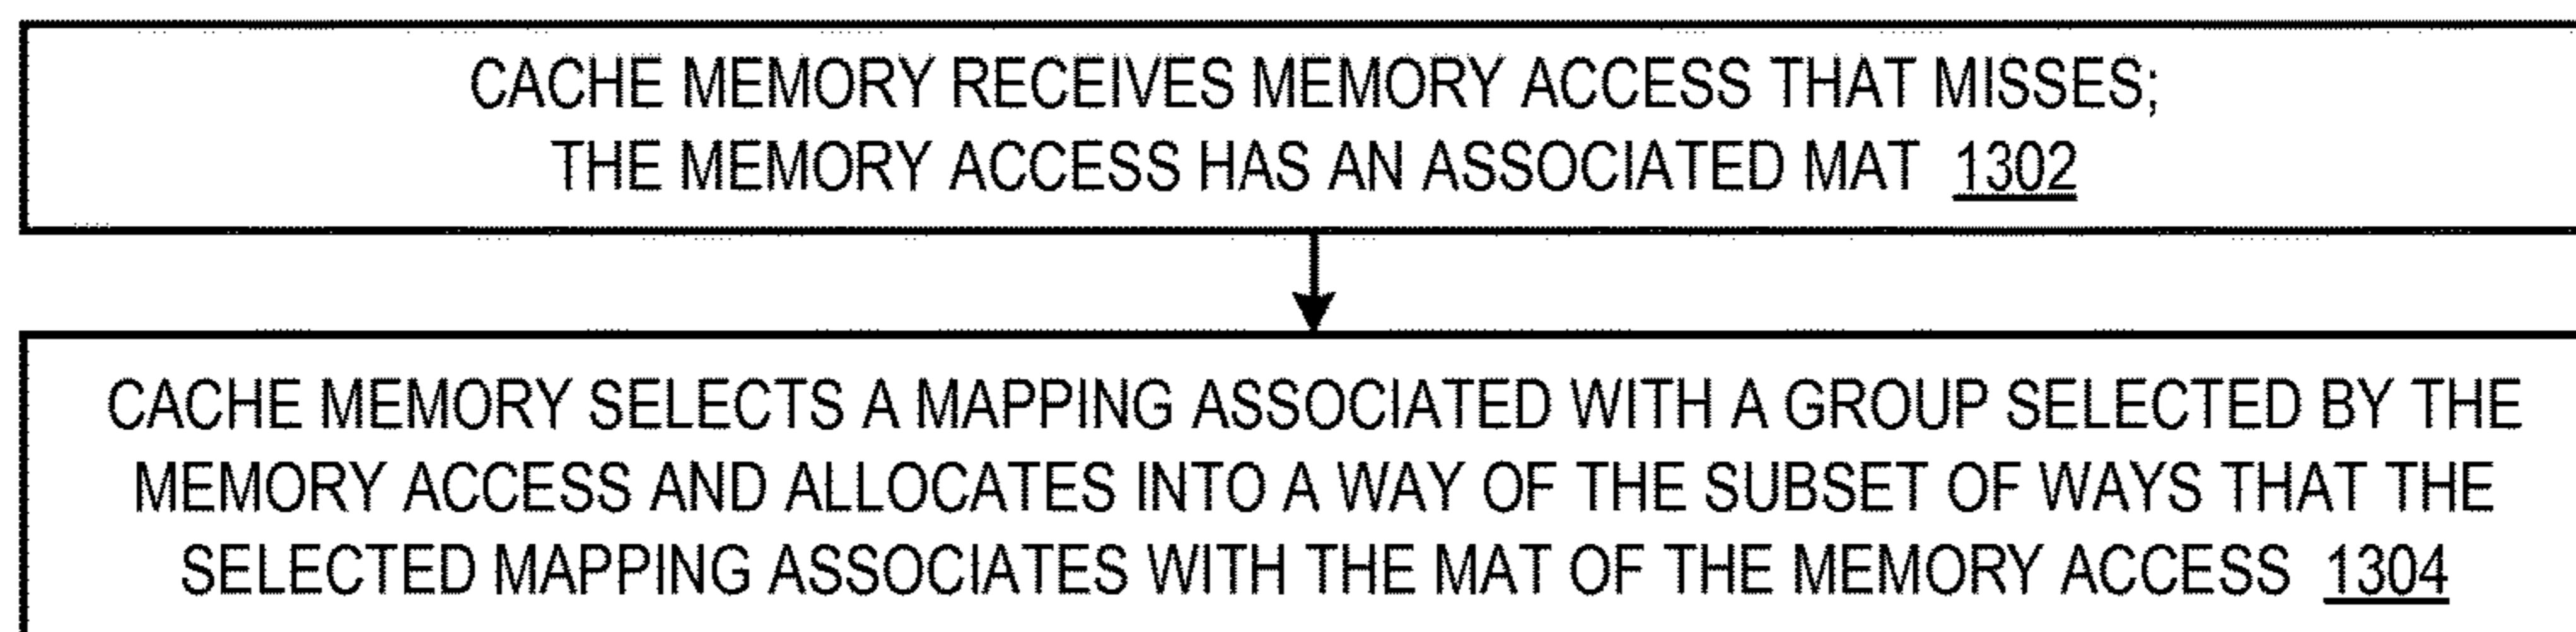 CACHE MEMORY RECEIVES MEMORY ACCESS THAT MISSES;
THE MEMORY ACCESS HAS AN ASSOCIATED MAT 1302
CACHE MEMORY SELECTS A MAPPING ASSOCIATED WITH A GROUP SELECTED BY THE
MEMORY ACCESS AND ALLOCATES INTO A WAY OF THE SUBSET OF WAYS THAT THE
SELECTED MAPPING ASSOCIATES WITH THE MAT OF THE MEMORY ACCESS 1304